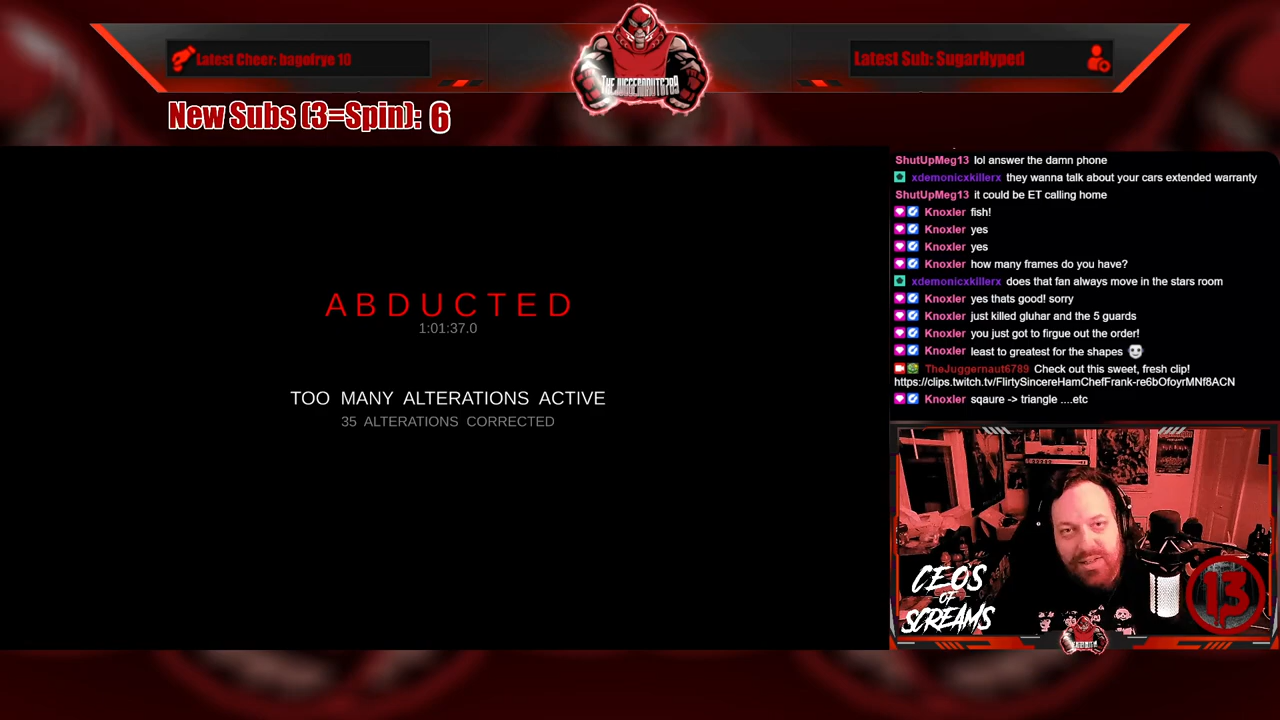 Latest Cheer: bagofrye 10
THEJUGGERNAUT6789
Latest Sub: SugarHyped
New Subs (3=Spin): 6
ABDUCTED
1:01:37.0
TOO MANY ALTERATIONS ACTIVE
35 ALTERATIONS CORRECTED
ShutUpMeg13 lol answer the damn phone
xdemonicxkillerx they wanna talk about your cars extended warranty
ShutUpMeg13 it could be ET calling home
Knoxler fish!
Knoxler yes
Knoxler yes
Knoxler how many frames do you have?
xdemonicxkillerx does that fan always move in the stars room
Knoxler yes thats good! sorry
Knoxler just killed gluhar and the 5 guards
Knoxler you just got to firgue out the order!
Knoxler least to greatest for the shapes
TheJuggernaut6789 Check out this sweet, fresh clip!
https://clips.twitch.tv/FlirtySincereHamChefFrank-re6bOfoyrMNf8ACN
Knoxler sqaure -> triangle ....etc
CEOS
OF
SCREAMS
13